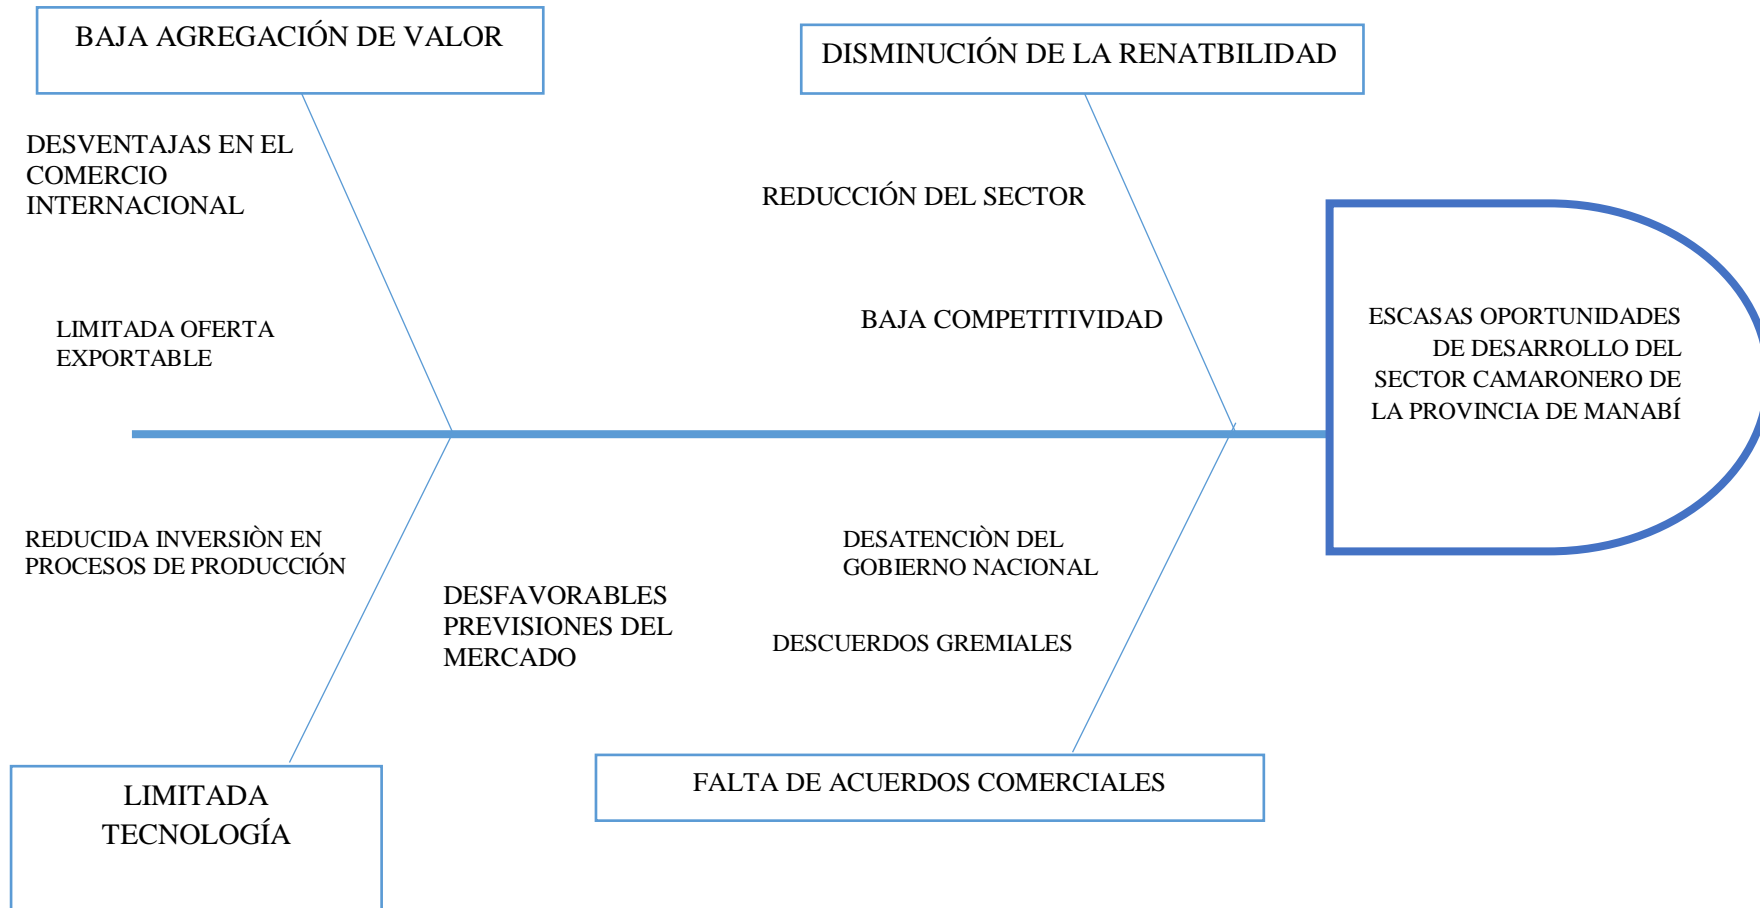 BAJA AGREGACIÓN DE VALOR
DISMINUCIÓN DE LA RENATBILIDAD
DESVENTAJAS EN EL
COMERCIO
INTERNACIONAL
REDUCCIÓN DEL SECTOR
LIMITADA OFERTA
EXPORTABLE
BAJA COMPETITIVIDAD
ESCASAS OPORTUNIDADES
DE DESARROLLO DEL
SECTOR CAMARONERO DE
LA PROVINCIA DE MANABÍ
REDUCIDA INVERSIÒN EN
PROCESOS DE PRODUCCIÓN
DESFAVORABLES
PREVISIONES DEL
MERCADO
DESATENCIÒN DEL
GOBIERNO NACIONAL
DESCUERDOS GREMIALES
LIMITADA
TECNOLOGÍA
FALTA DE ACUERDOS COMERCIALES